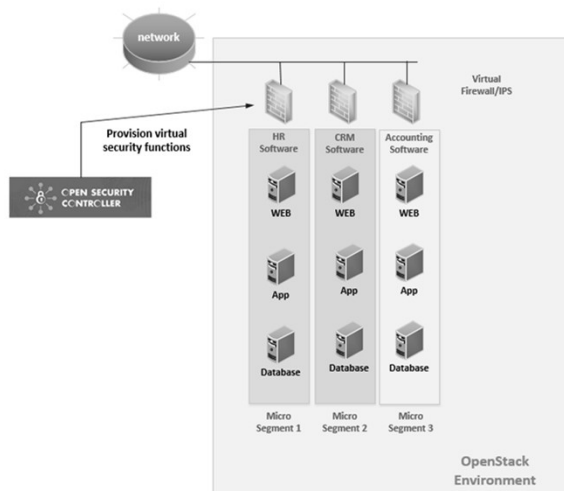 network
Virtual
Firewall/IPS
Provision virtual
security functions
OPEN SECURITY
CONTROLLER
HR
Software
CRM
Software
Accounting
Software
WEB
WEB
WEB
App
App
App
Database
Database
Database
Micro
Segment 1
Micro
Segment 2
Micro
Segment 3
OpenStack
Environment